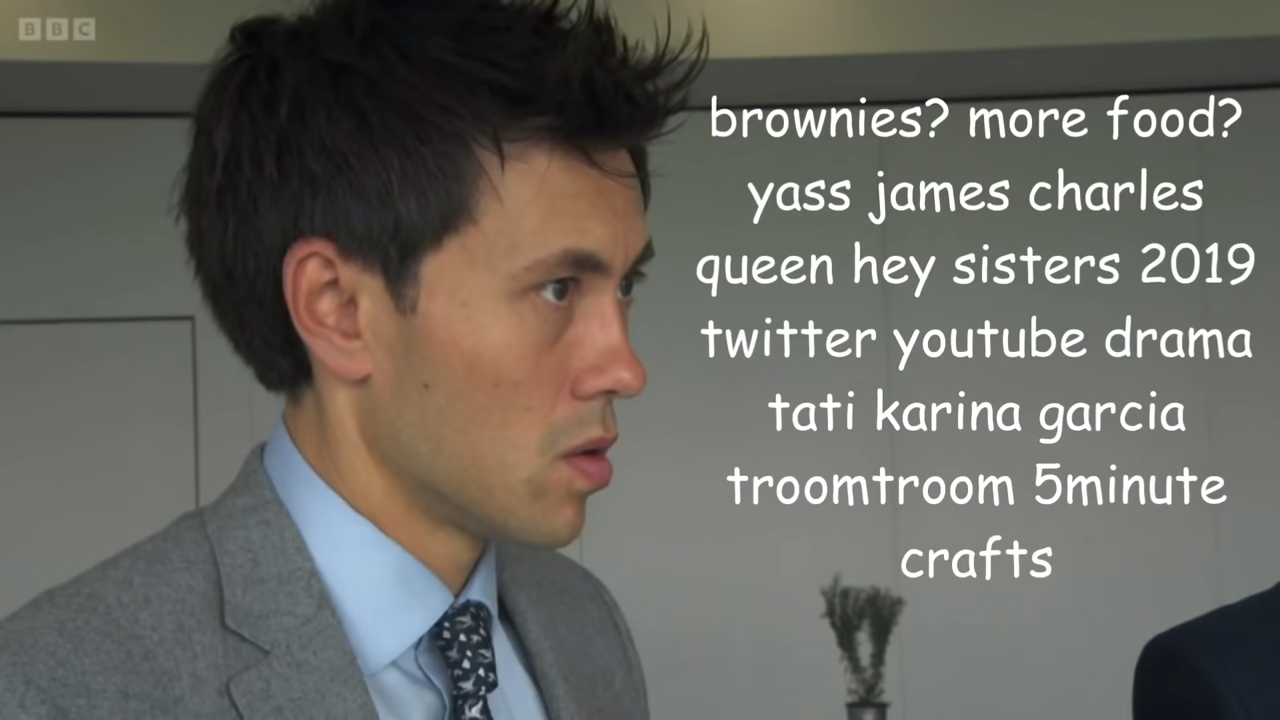 BBC
brownies? more food?
yass james charles
queen hey sisters 2019
twitter youtube drama
tati karina garcia
troomtroom 5minute
crafts